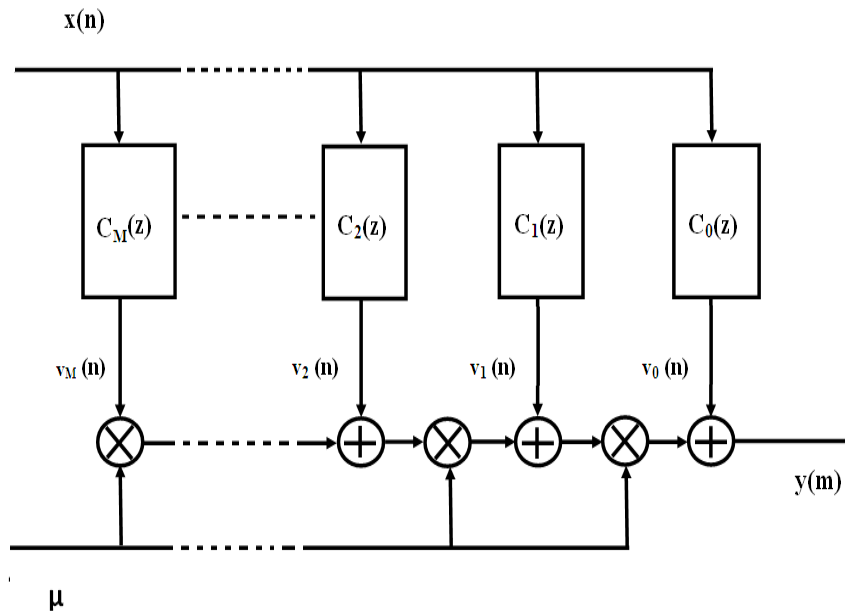 x(n)
C_M(z)
C_2(z)
C_1(z)
C_0(z)
v_M (n)
v_2 (n)
v_1 (n)
v_0 (n)
y(m)
μ